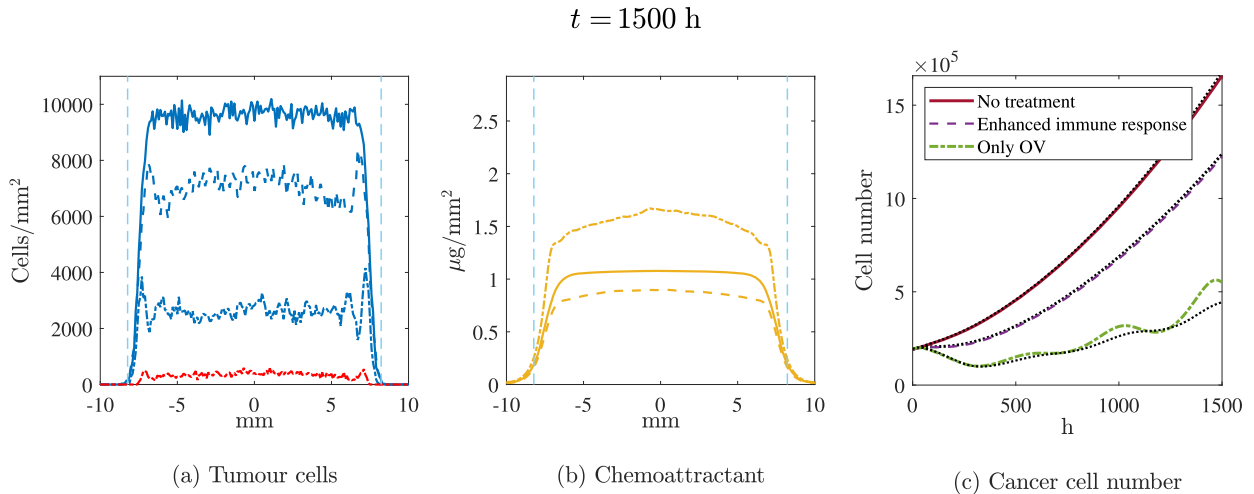 t = 1500 h
Cells/mm²
10000
8000
6000
4000
2000
0
-10
-5
0
5
10
mm
(a) Tumour cells
μg/mm²
2.5
2
1.5
1
0.5
0
-10
-5
0
5
10
mm
(b) Chemoattractant
×10⁵
Cell number
15
10
5
0
No treatment
Enhanced immune response
Only OV
0
500
1000
1500
h
(c) Cancer cell number